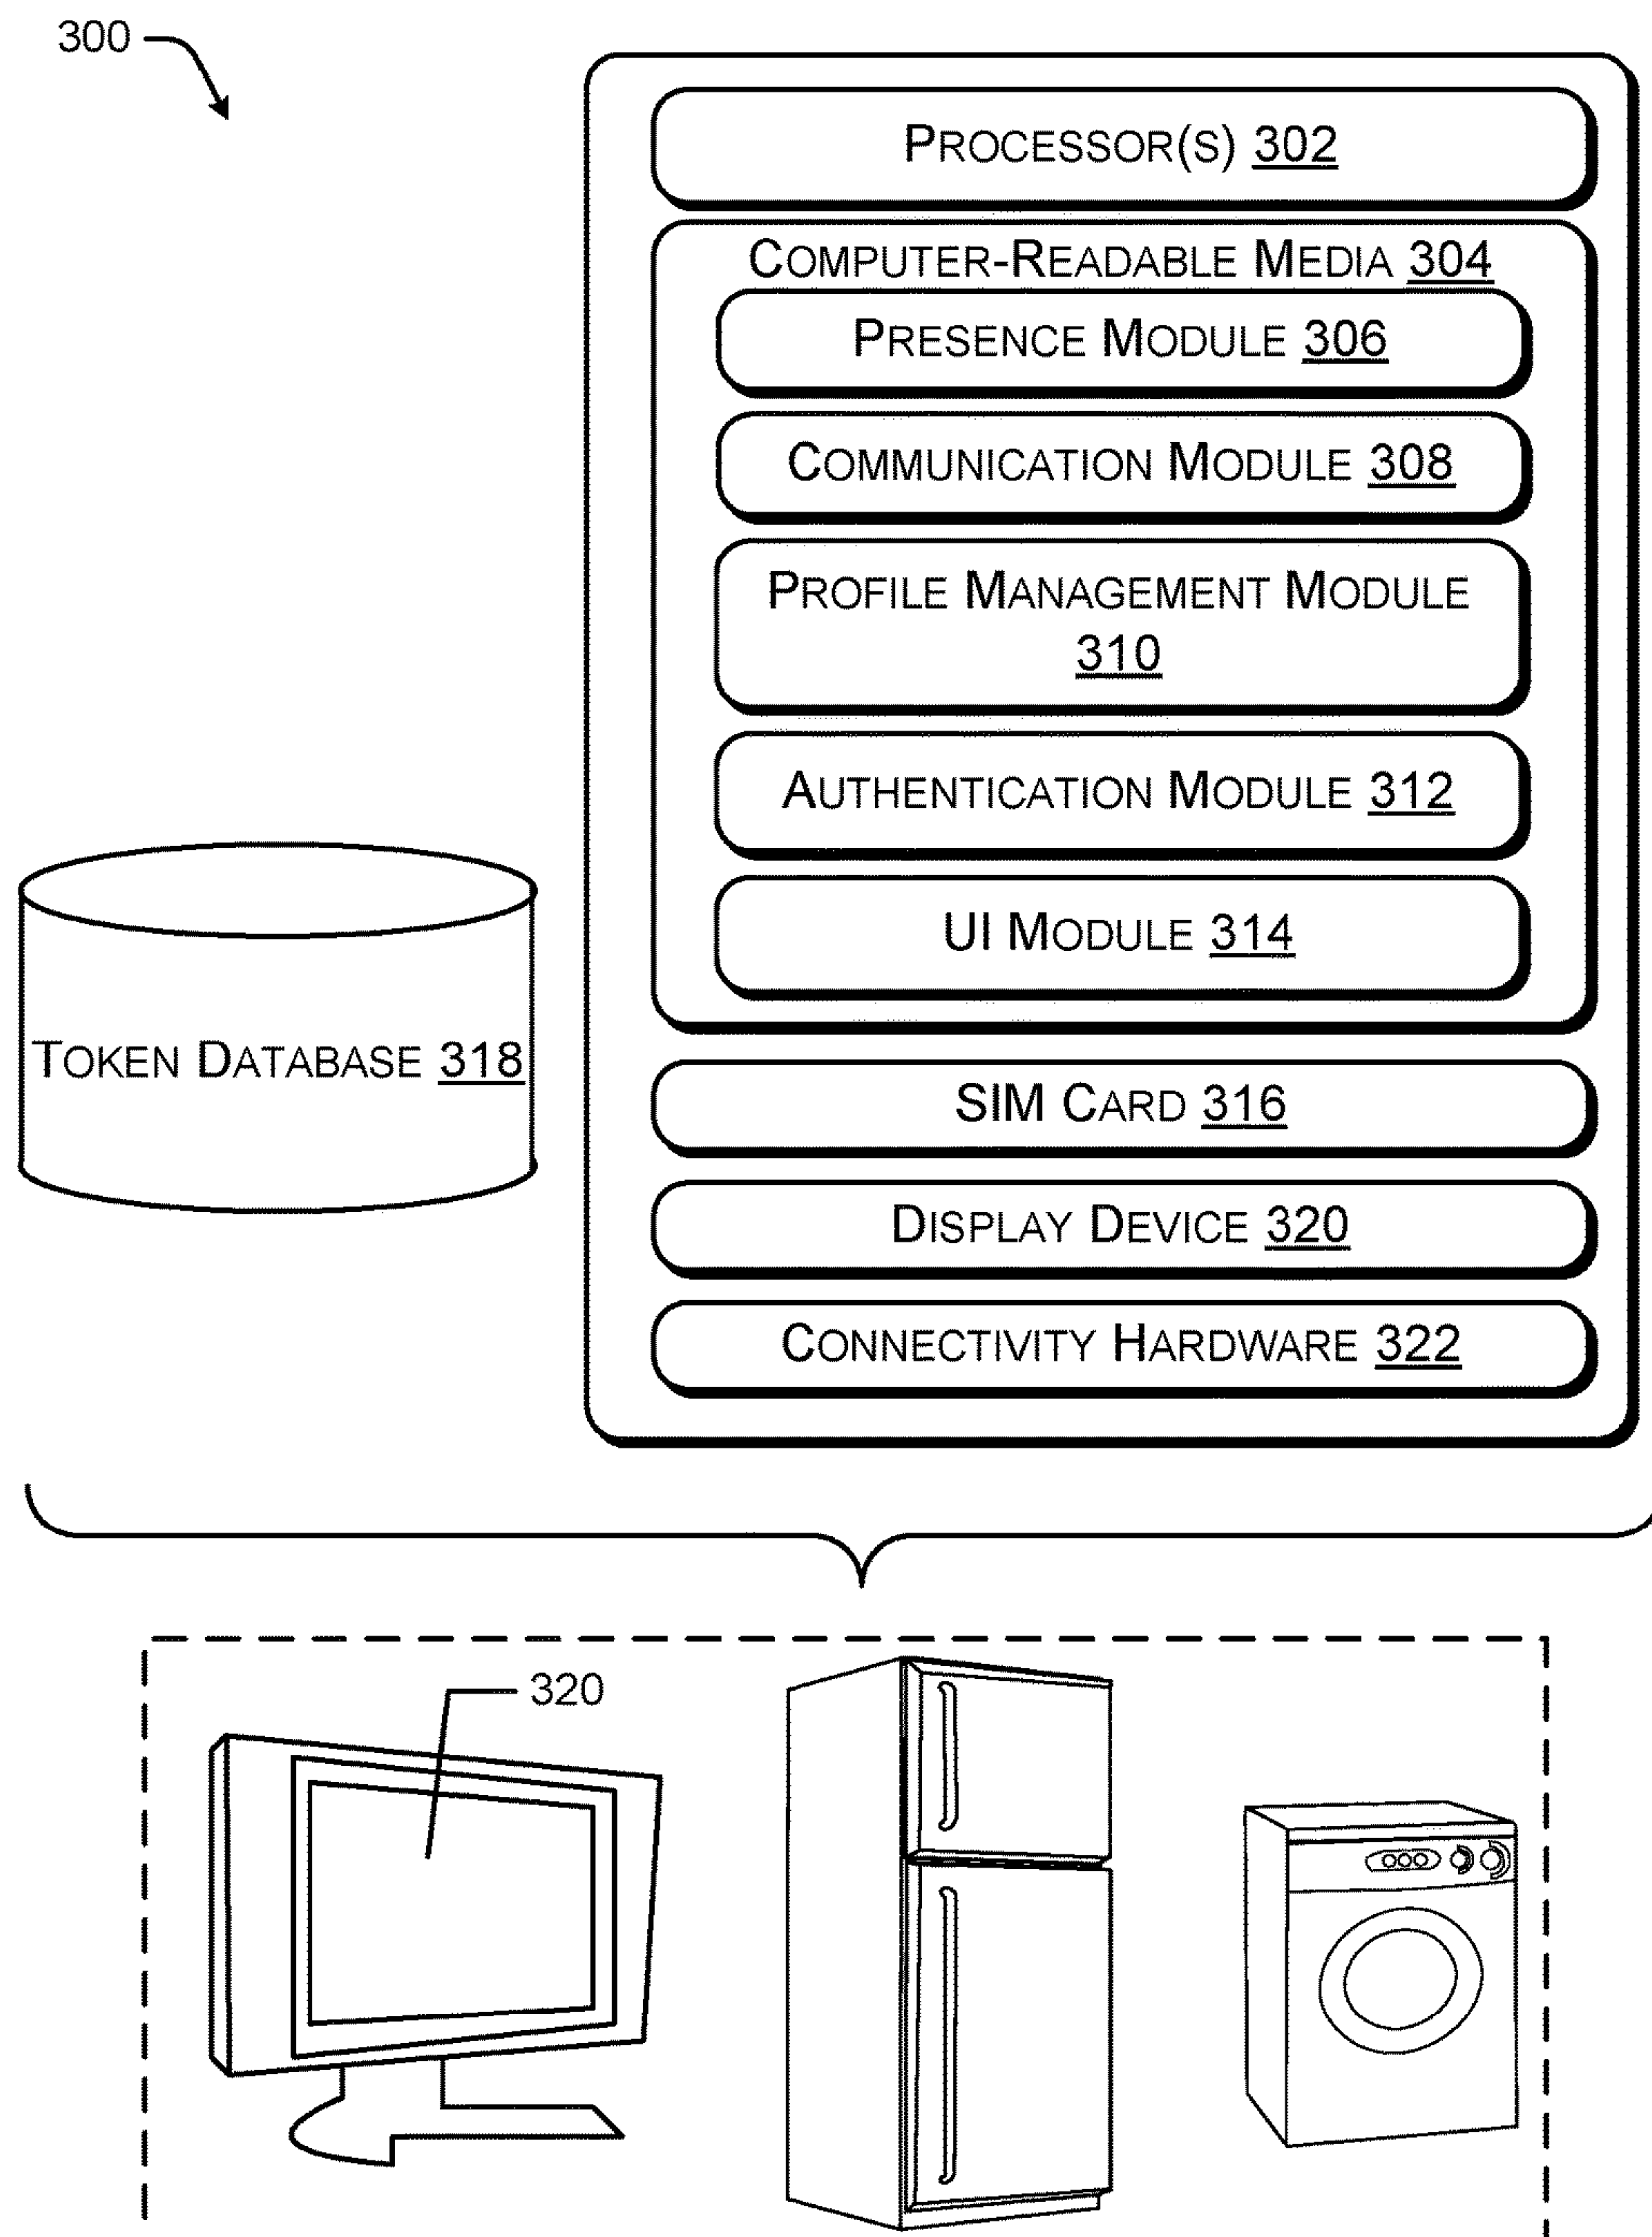 300
PROCESSOR(S) 302
COMPUTER-READABLE MEDIA 304
PRESENCE MODULE 306
COMMUNICATION MODULE 308
PROFILE MANAGEMENT MODULE
310
AUTHENTICATION MODULE 312
UI MODULE 314
TOKEN DATABASE 318
SIM CARD 316
DISPLAY DEVICE 320
CONNECTIVITY HARDWARE 322
320